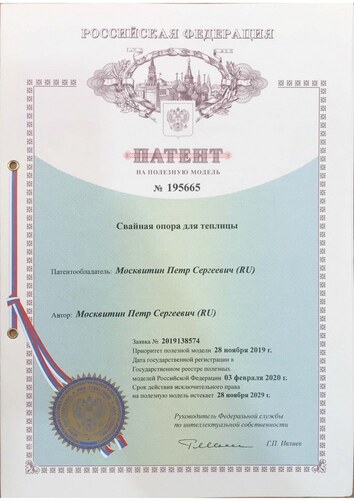 РОССИЙСКАЯ ФЕДЕРАЦИЯ
ПАТЕНТ
НА ПОЛЕЗНУЮ МОДЕЛЬ
№ 195665
Свайная опора для теплицы
Патентообладатель: Москвитин Петр Сергеевич (RU)
Автор: Москвитин Петр Сергеевич (RU)
Заявка № 2019138574
Приоритет полезной модели 28 ноября 2019 г.
Дата государственной регистрации в
Государственном реестре полезных
моделей Российской Федерации 03 февраля 2020 г.
Срок действия исключительного права
на полезную модель истекает 28 ноября 2029 г.
Руководитель Федеральной службы
по интеллектуальной собственности
Г.П. Ивлиев